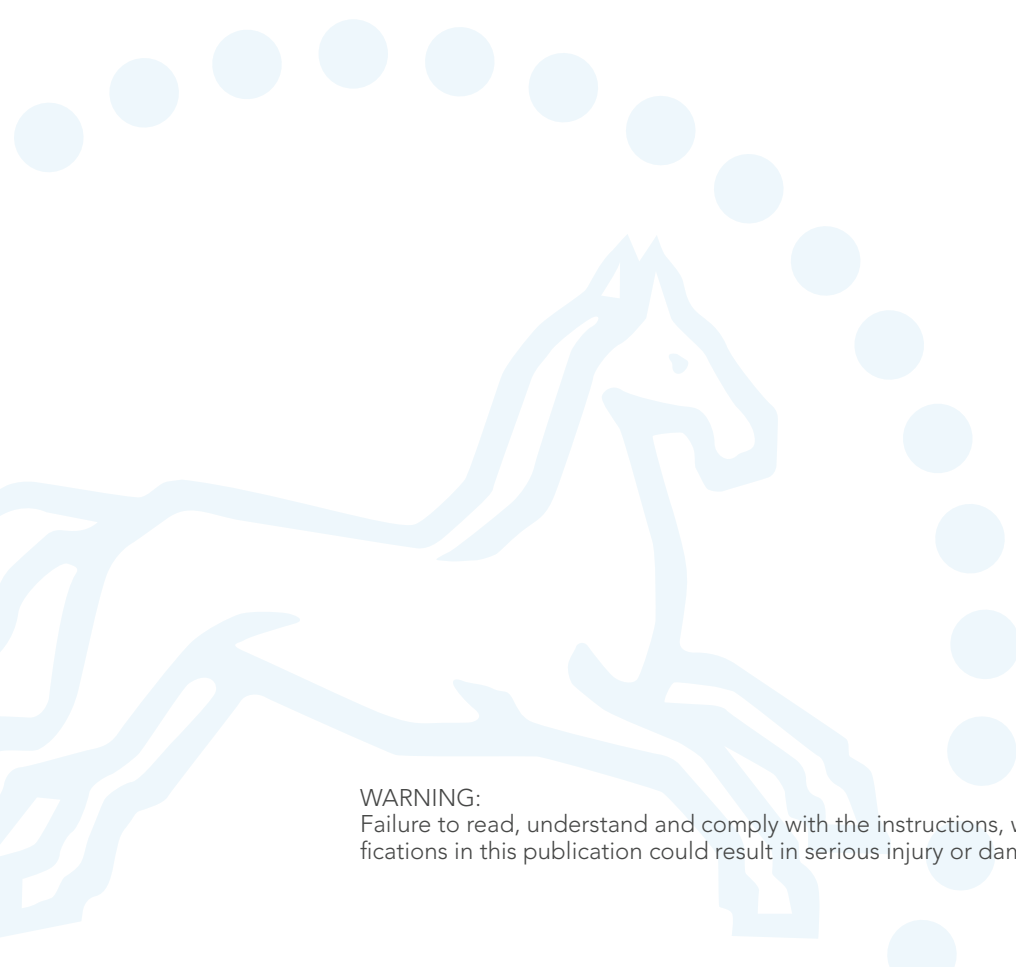 WARNING:
Failure to read, understand and comply with the instructions,
fications in this publication could result in serious injury or